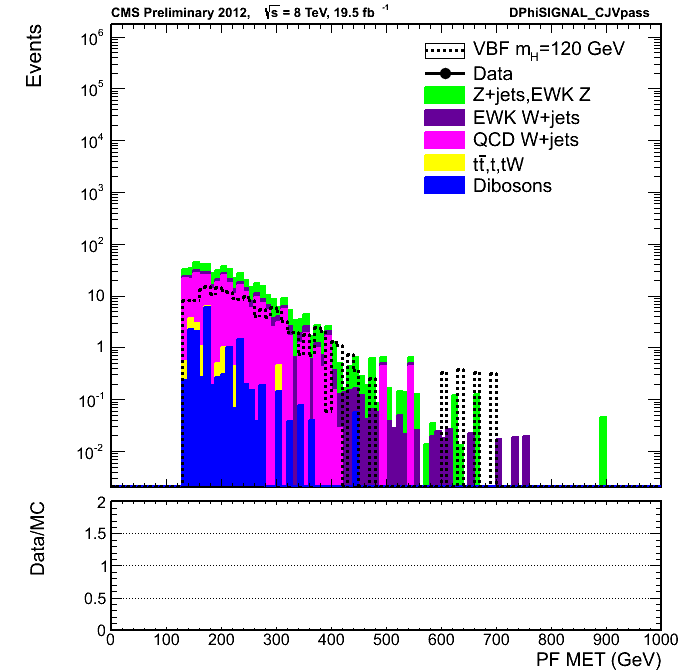 CMS Preliminary 2012, √s = 8 TeV, 19.5 fb⁻¹ DPhiSIGNAL_CJVpass
Events
10⁶
10⁵
10⁴
10³
10²
10
1
10⁻¹
10⁻²
VBF m_H=120 GeV
Data
Z+jets,EWK Z
EWK W+jets
QCD W+jets
tt̄,t,tW
Dibosons
Data/MC
2
1.5
1
0.5
0
0 100 200 300 400 500 600 700 800 900 1000
PF MET (GeV)